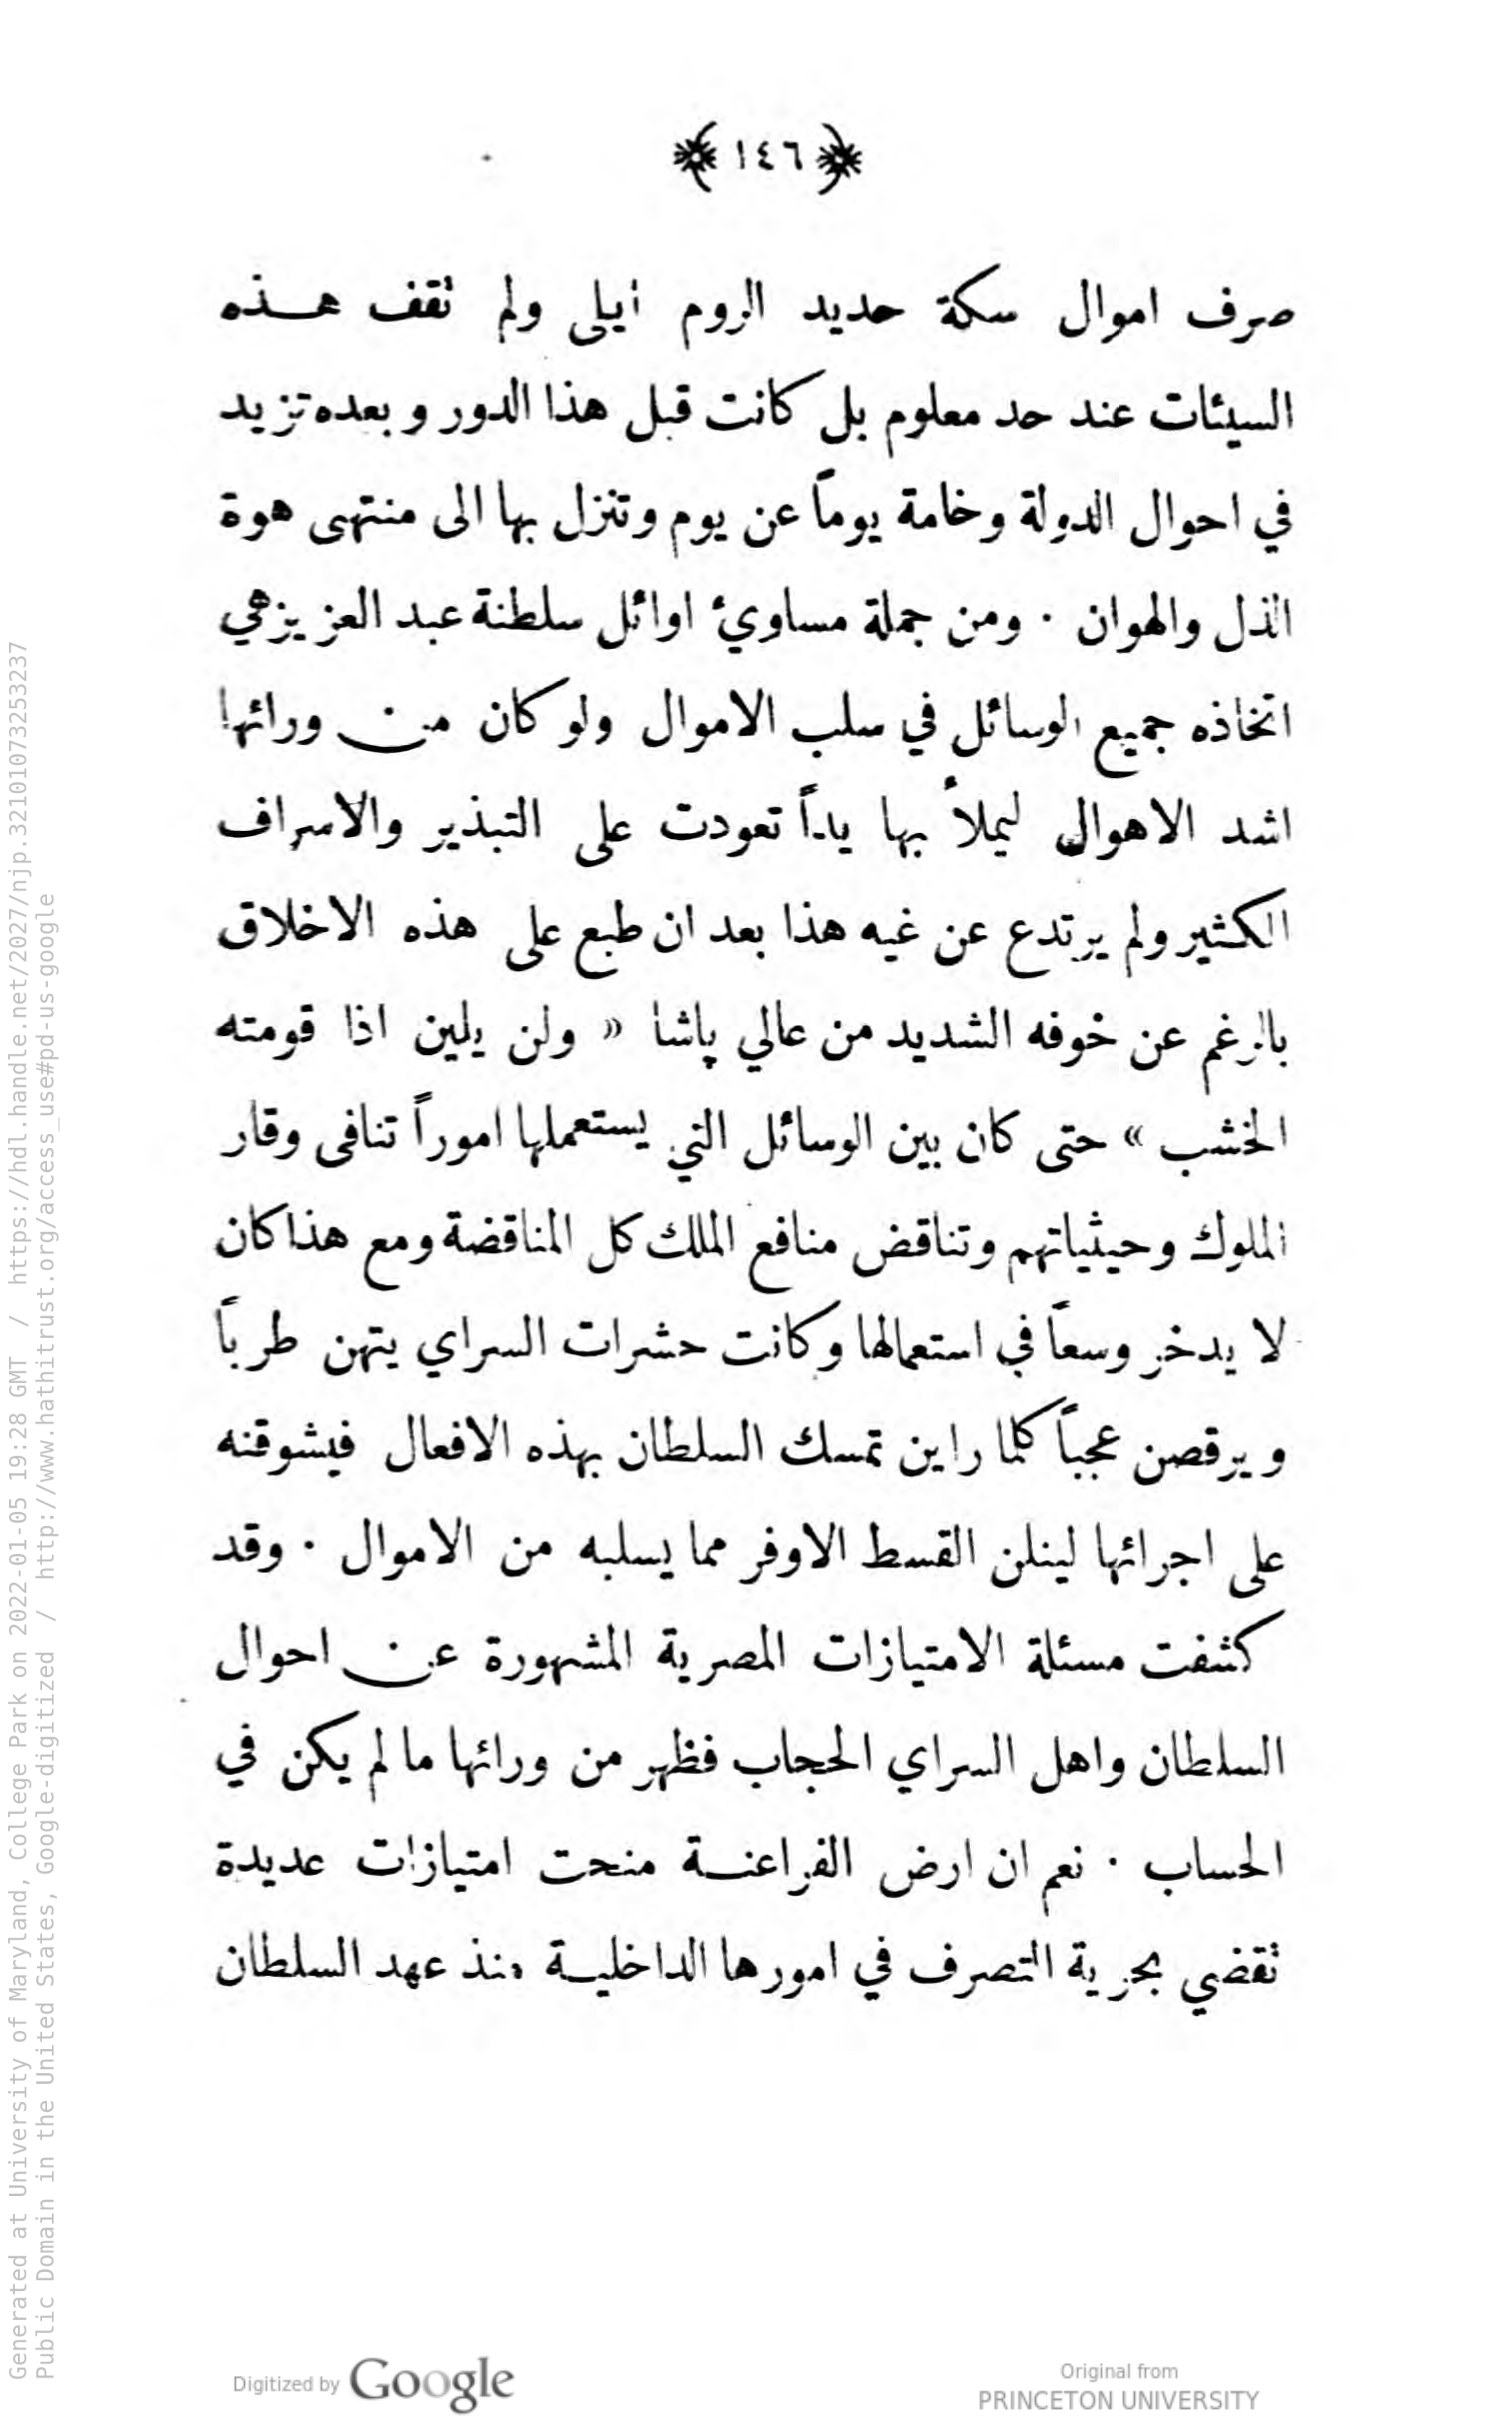 ١٤٦
صرف اموال سكة حديد الروم ايلى ولم تقف هـذه
السيئات عند حد معلوم بل كانت قبل هذا الدور وبعده تزيد
في احوال الدولة وخامة يوماً عن يوم وتنزل بها الى منتهى هوة
الذل والهوان ٠ ومن جملة مساوئ اوائل سلطنة عبد العزيز هي
اتخاذه جميع الوسائل في سلب الاموال ولو كان من ورائها
اشد الاهوال ليملأ بها يداً تعودت على التبذير والاسراف
الكثير ولم يرتدع عن غيه هذا بعد ان طبع على هذه الاخلاق
بالرغم عن خوفه الشديد من عالي پاشا « ولن يلين اذا قومته
الخشب » حتى كان بين الوسائل التي يستعملها اموراً تنافى وقار
الملوك وحيثياتهم وتناقض منافع الملك كل المناقضة ومع هذا كان
لا يدخر وسعاً في استعمالها وكانت حشرات السراي يتهن طرباً
ويرقصن عجباً كلما راين تمسك السلطان بهذه الافعال فيشوقنه
على اجرائها لينلن القسط الاوفر مما يسلبه من الاموال ٠ وقد
كشفت مسئلة الامتيازات المصرية المشهورة عن احوال
السلطان واهل السراي الحجاب فظهر من ورائها ما لم يكن في
الحساب ٠ نعم ان ارض الفراعنـة منحت امتيازات عديدة
تقضي بحرية التصرف في امورها الداخليـة منذ عهد السلطان
Generated at University of Maryland, College Park on 2022-01-05 19:28 GMT / https://hdl.handle.net/2027/njp.32101073253237
Public Domain in the United States, Google-digitized / http://www.hathitrust.org/access_use#pd-us-google
Digitized by Google
Original from
PRINCETON UNIVERSITY